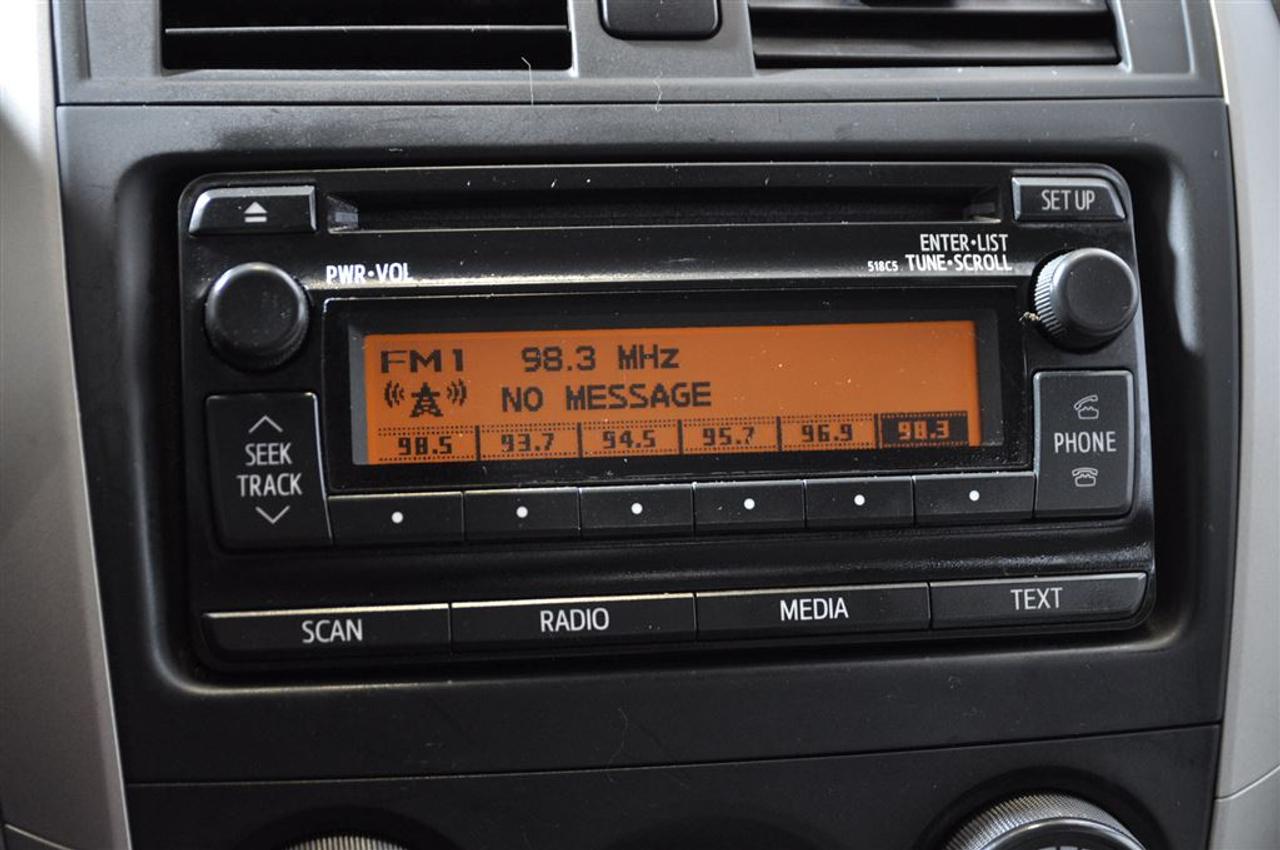 SET UP
PWR•VOL
ENTER•LIST
518C5 TUNE•SCROLL
FM1 98.3 MHz
NO MESSAGE
98.5 93.7 94.5 95.7 96.9 98.3
SEEK
TRACK
PHONE
SCAN RADIO MEDIA TEXT